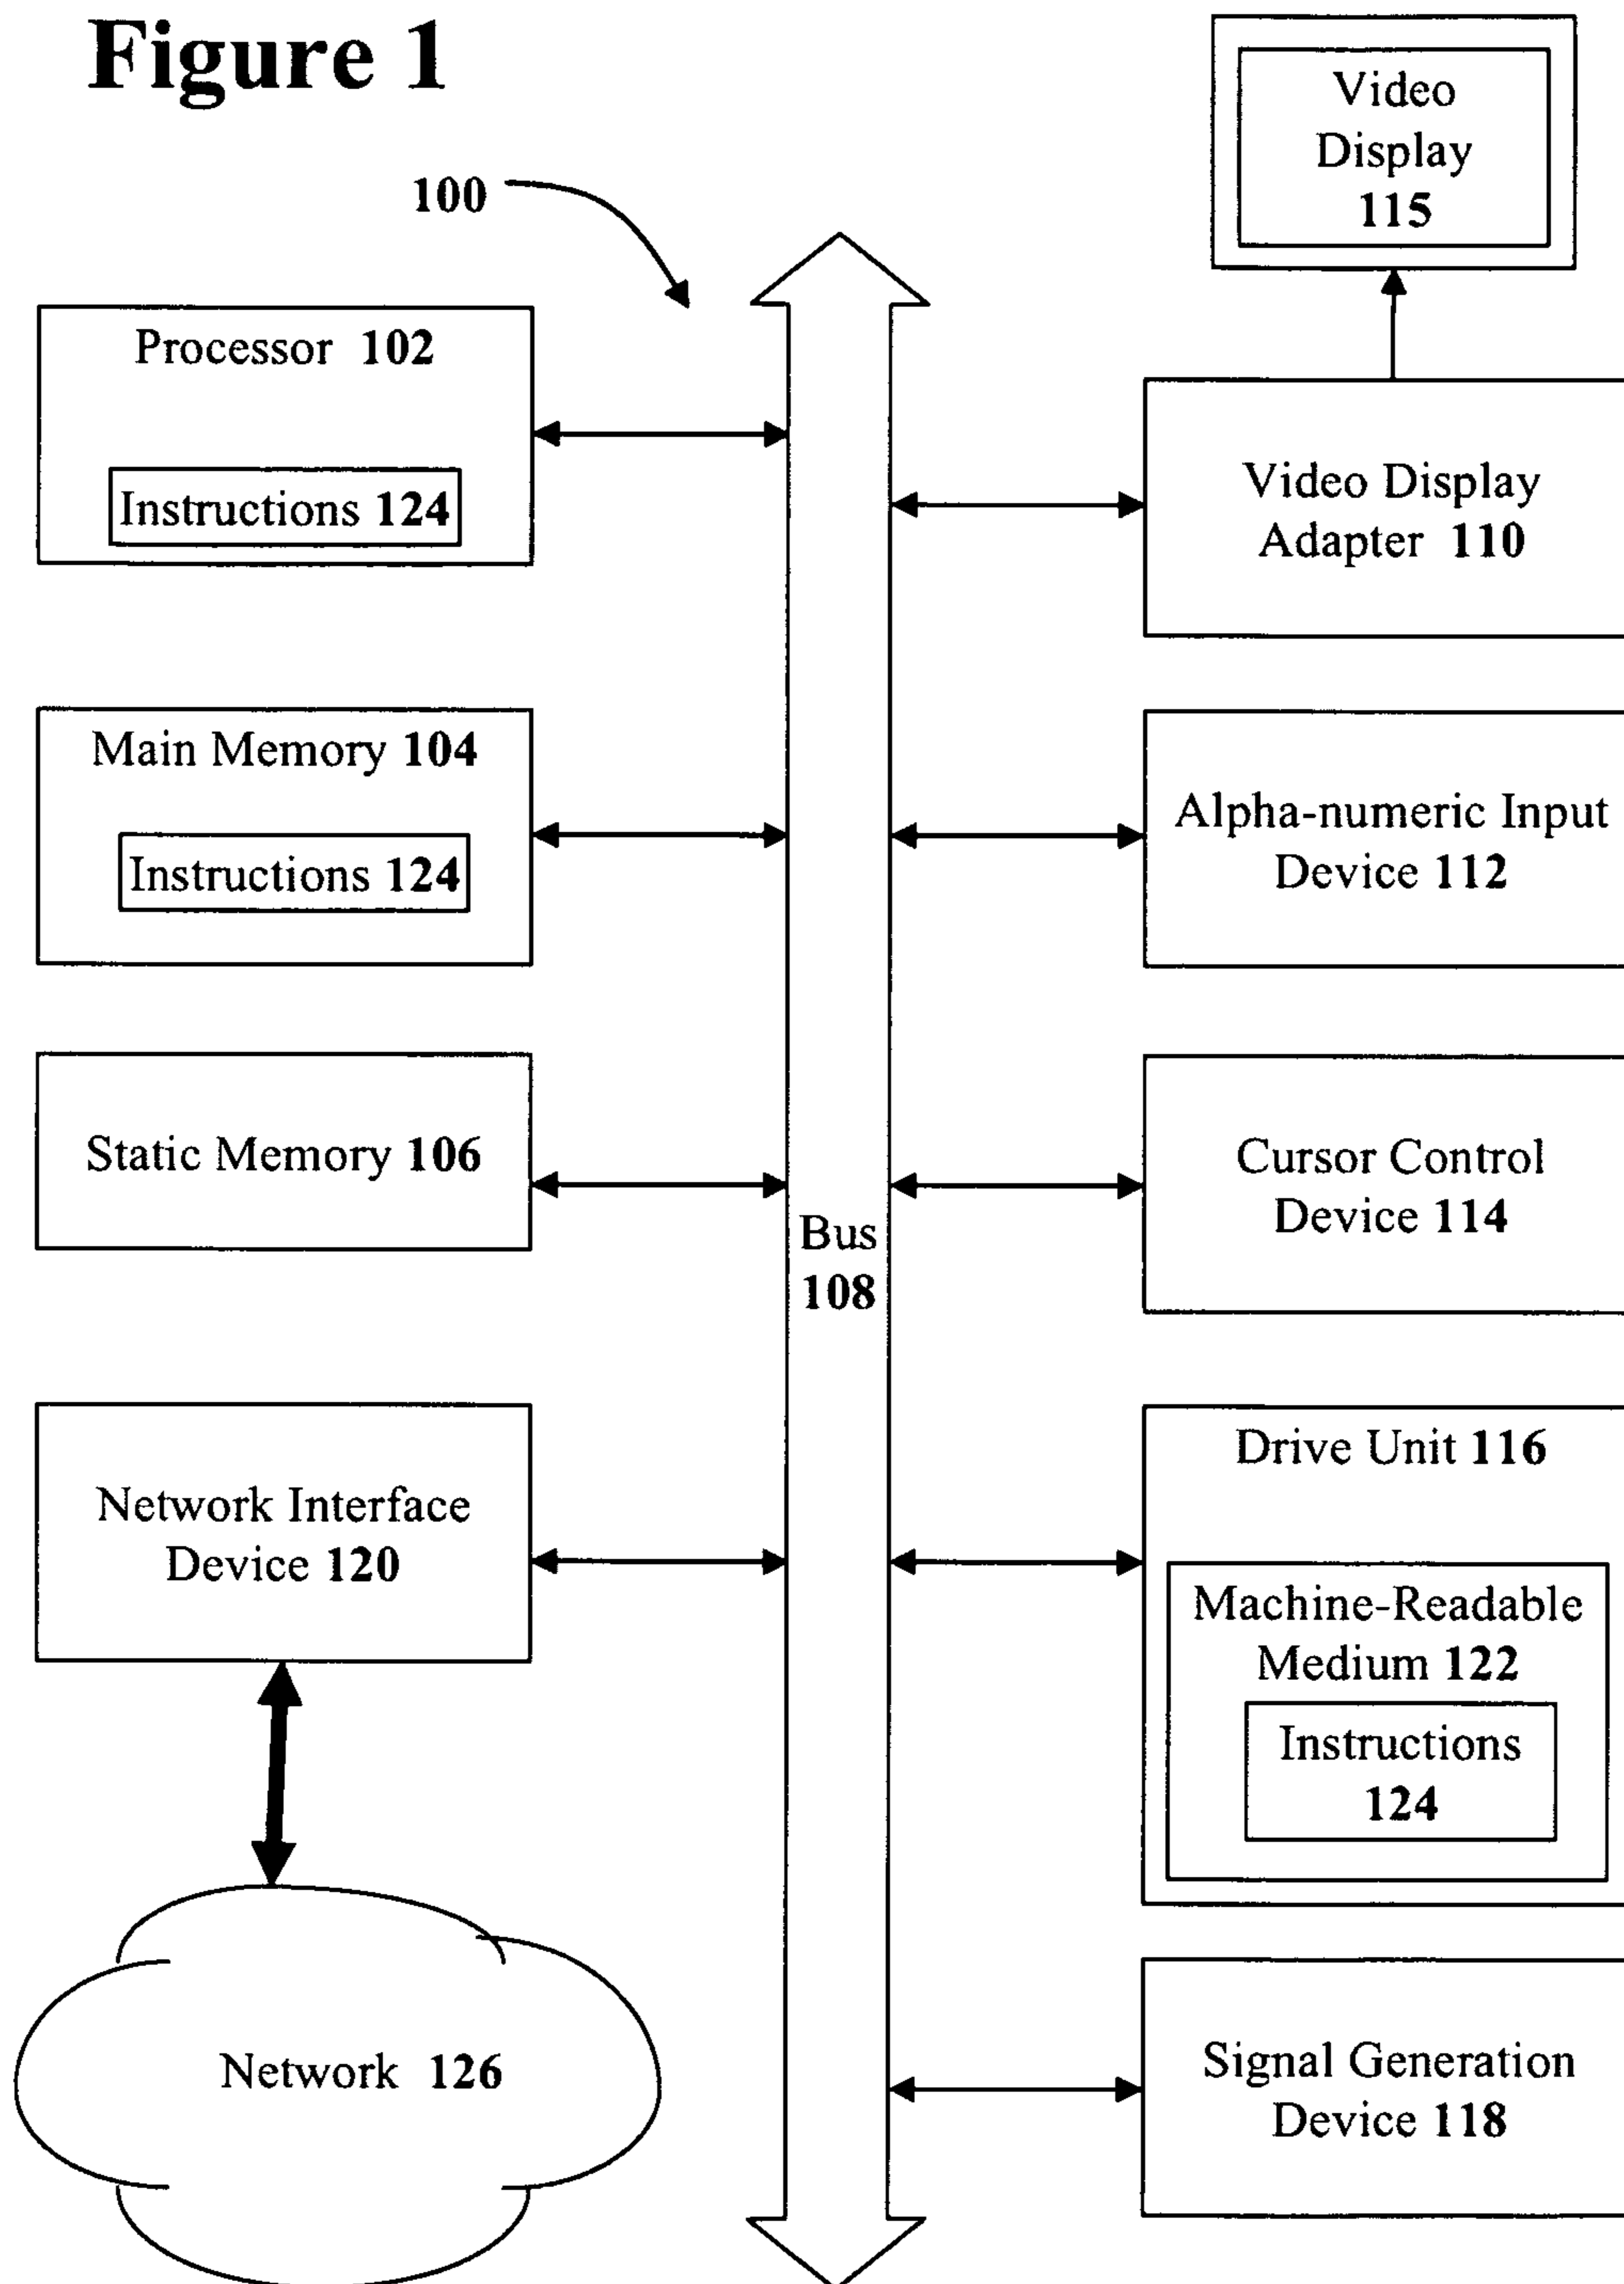 Figure 1
100
Video
Display
115
Processor 102
Instructions 124
Video Display
Adapter 110
Main Memory 104
Instructions 124
Alpha-numeric Input
Device 112
Static Memory 106
Cursor Control
Device 114
Bus
108
Network Interface
Device 120
Drive Unit 116
Machine-Readable
Medium 122
Instructions
124
Network 126
Signal Generation
Device 118